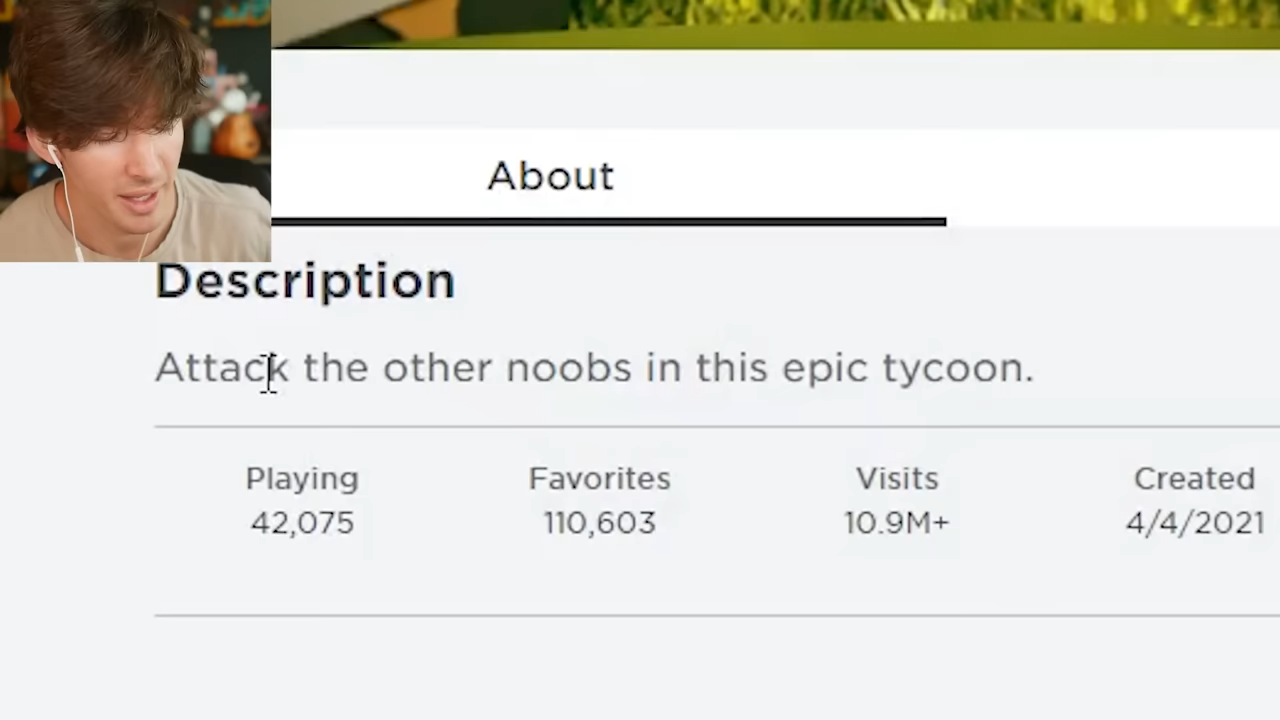 About
Description
Attack the other noobs in this epic tycoon.
Playing Favorites Visits Created
42,075 110,603 10.9M+ 4/4/2021